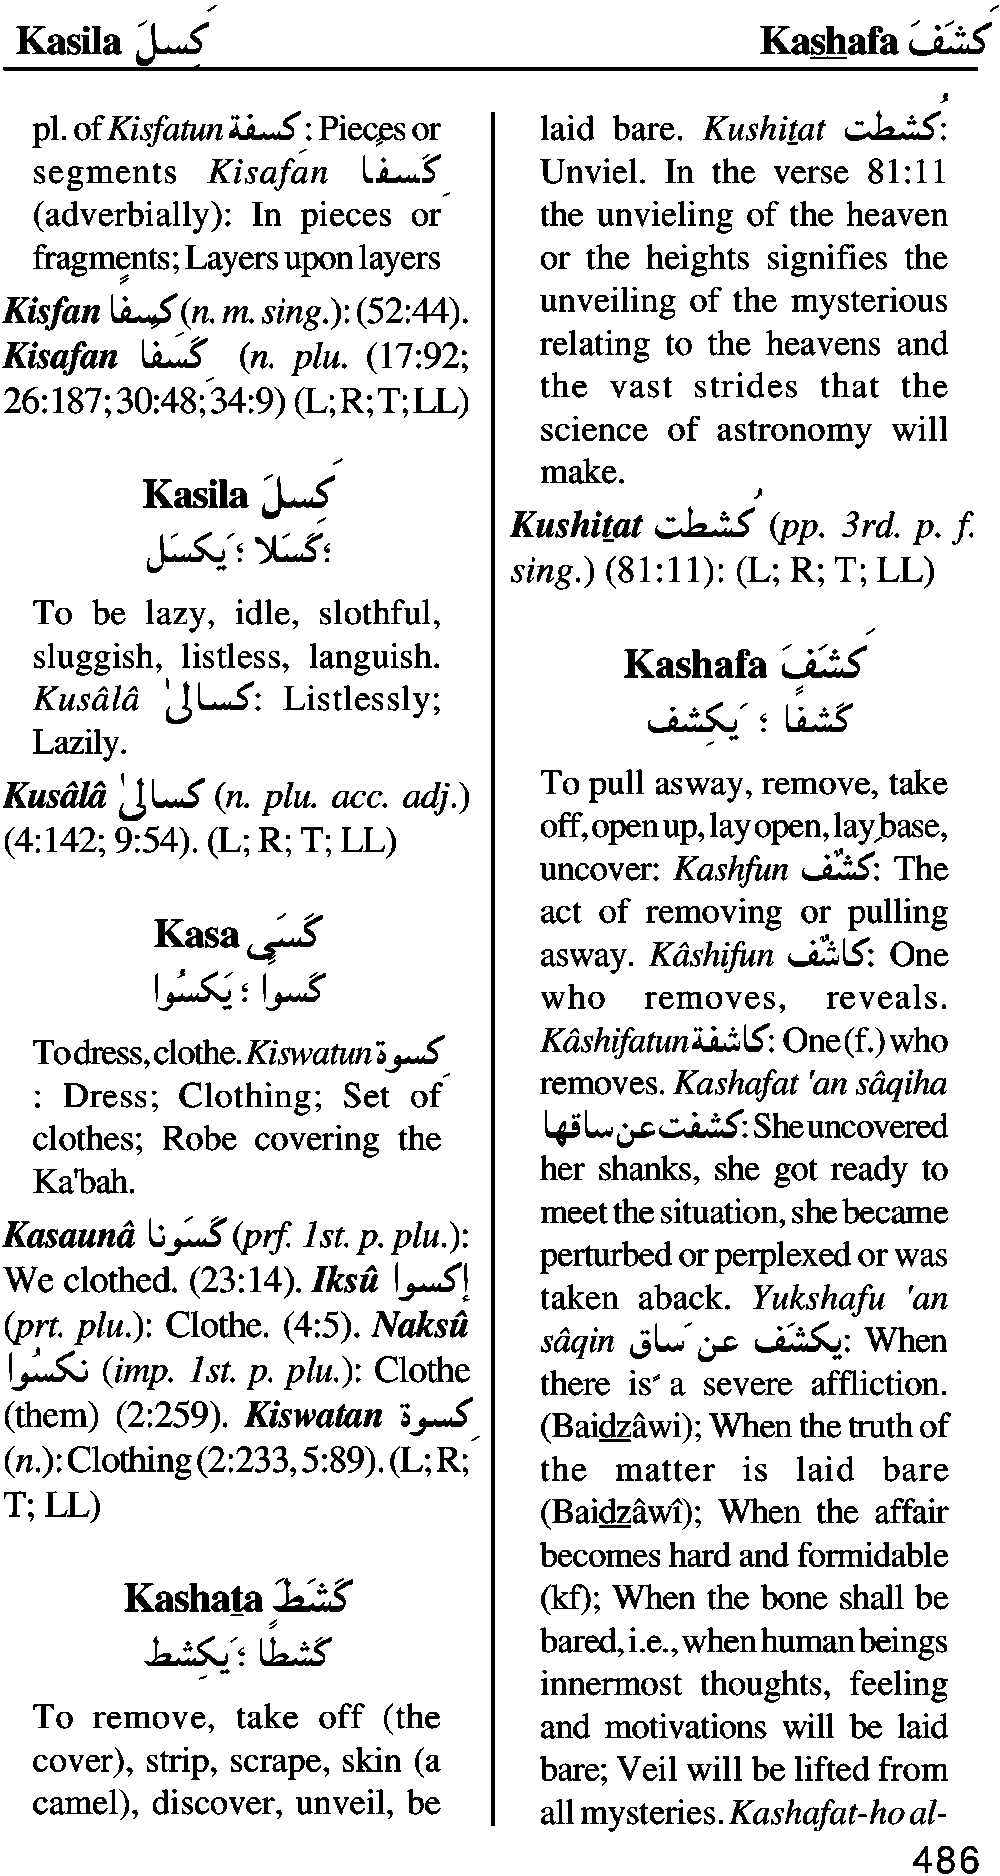 Kasila كَسِلَ
Kashafa كَشَفَ
pl. of Kisfatun كسفة : Pieces or
segments Kisafan كِسَفًا
(adverbially): In pieces or
fragments; Layers upon layers
Kisfan كِسفًا (n. m. sing.): (52:44).
Kisafan كِسَفا (n. plu. (17:92;
26:187; 30:48; 34:9) (L; R; T; LL)
Kasila كَسِلَ
كَسَلا ؛ يَكسَل؛
To be lazy, idle, slothful,
sluggish, listless, languish.
Kusâlâ كسالىٰ: Listlessly;
Lazily.
Kusâlâ كسالىٰ (n. plu. acc. adj.)
(4:142; 9:54). (L; R; T; LL)
Kasa كَسَى
كَسواً ؛ يَكسُوا
To dress, clothe. Kiswatun كِسوة
: Dress; Clothing; Set of
clothes; Robe covering the
Ka'bah.
Kasaunâ كَسَونا (prf. 1st. p. plu.):
We clothed. (23:14). Iksû إكسوا
(prt. plu.): Clothe. (4:5). Naksû
نكسُوا (imp. 1st. p. plu.): Clothe
(them) (2:259). Kiswatan كِسوة
(n.): Clothing (2:233, 5:89). (L; R;
T; LL)
Kashaṯa كَشَطَ
كَشطًا ؛ يَكشِط
To remove, take off (the
cover), strip, scrape, skin (a
camel), discover, unveil, be
laid bare. Kushiṯat كُشطت:
Unviel. In the verse 81:11
the unvieling of the heaven
or the heights signifies the
unveiling of the mysterious
relating to the heavens and
the vast strides that the
science of astronomy will
make.
Kushiṯat كُشطت (pp. 3rd. p. f.
sing.) (81:11): (L; R; T; LL)
Kashafa كَشَفَ
كَشفًا ؛ يَكشِف
To pull asway, remove, take
off, open up, lay open, lay base,
uncover: Kashfun كشفٌ: The
act of removing or pulling
asway. Kâshifun كاشفٌ: One
who removes, reveals.
Kâshifatun كاشفة: One (f.) who
removes. Kashafat 'an sâqiha
كشفت عن ساقها: She uncovered
her shanks, she got ready to
meet the situation, she became
perturbed or perplexed or was
taken aback. Yukshafu 'an
sâqin يكشَف عن ساق: When
there is a severe affliction.
(Baidzâwi); When the truth of
the matter is laid bare
(Baidzâwî); When the affair
becomes hard and formidable
(kf); When the bone shall be
bared, i.e., when human beings
innermost thoughts, feeling
and motivations will be laid
bare; Veil will be lifted from
all mysteries. Kashafat-ho al-
486